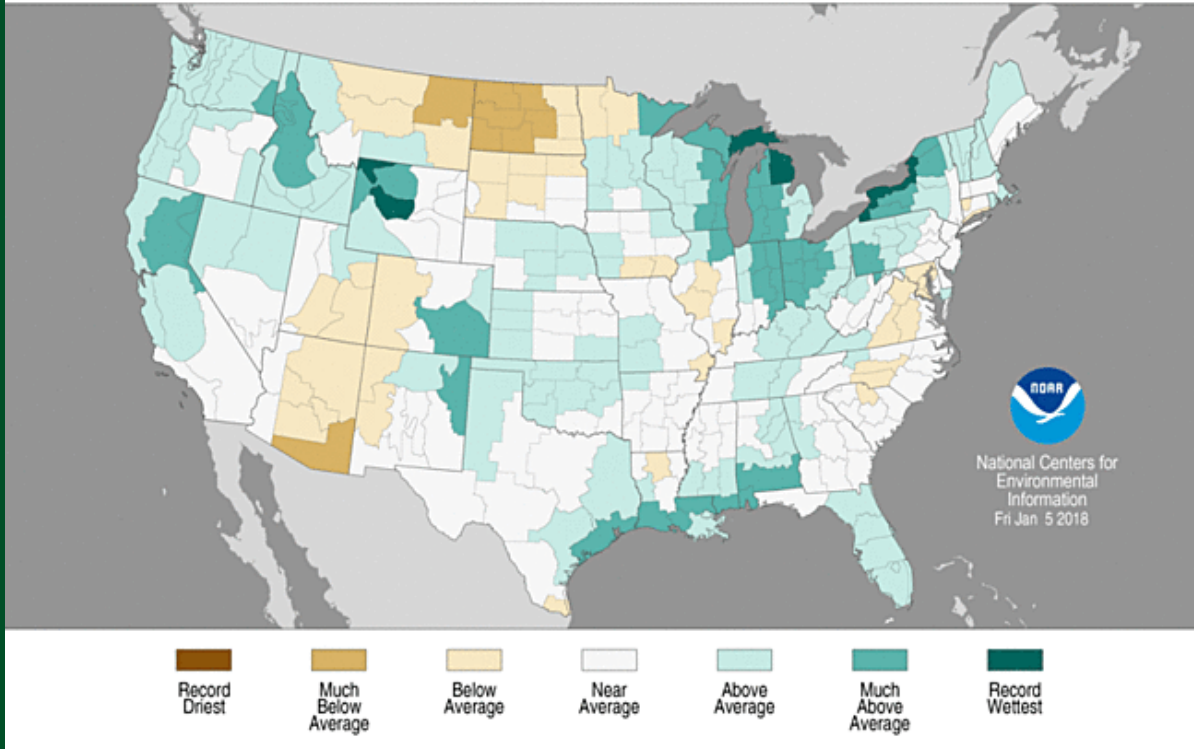 NOAA
National Centers for
Environmental
Information
Fri Jan 5 2018
Record
Driest
Much
Below
Average
Below
Average
Near
Average
Above
Average
Much
Above
Average
Record
Wettest